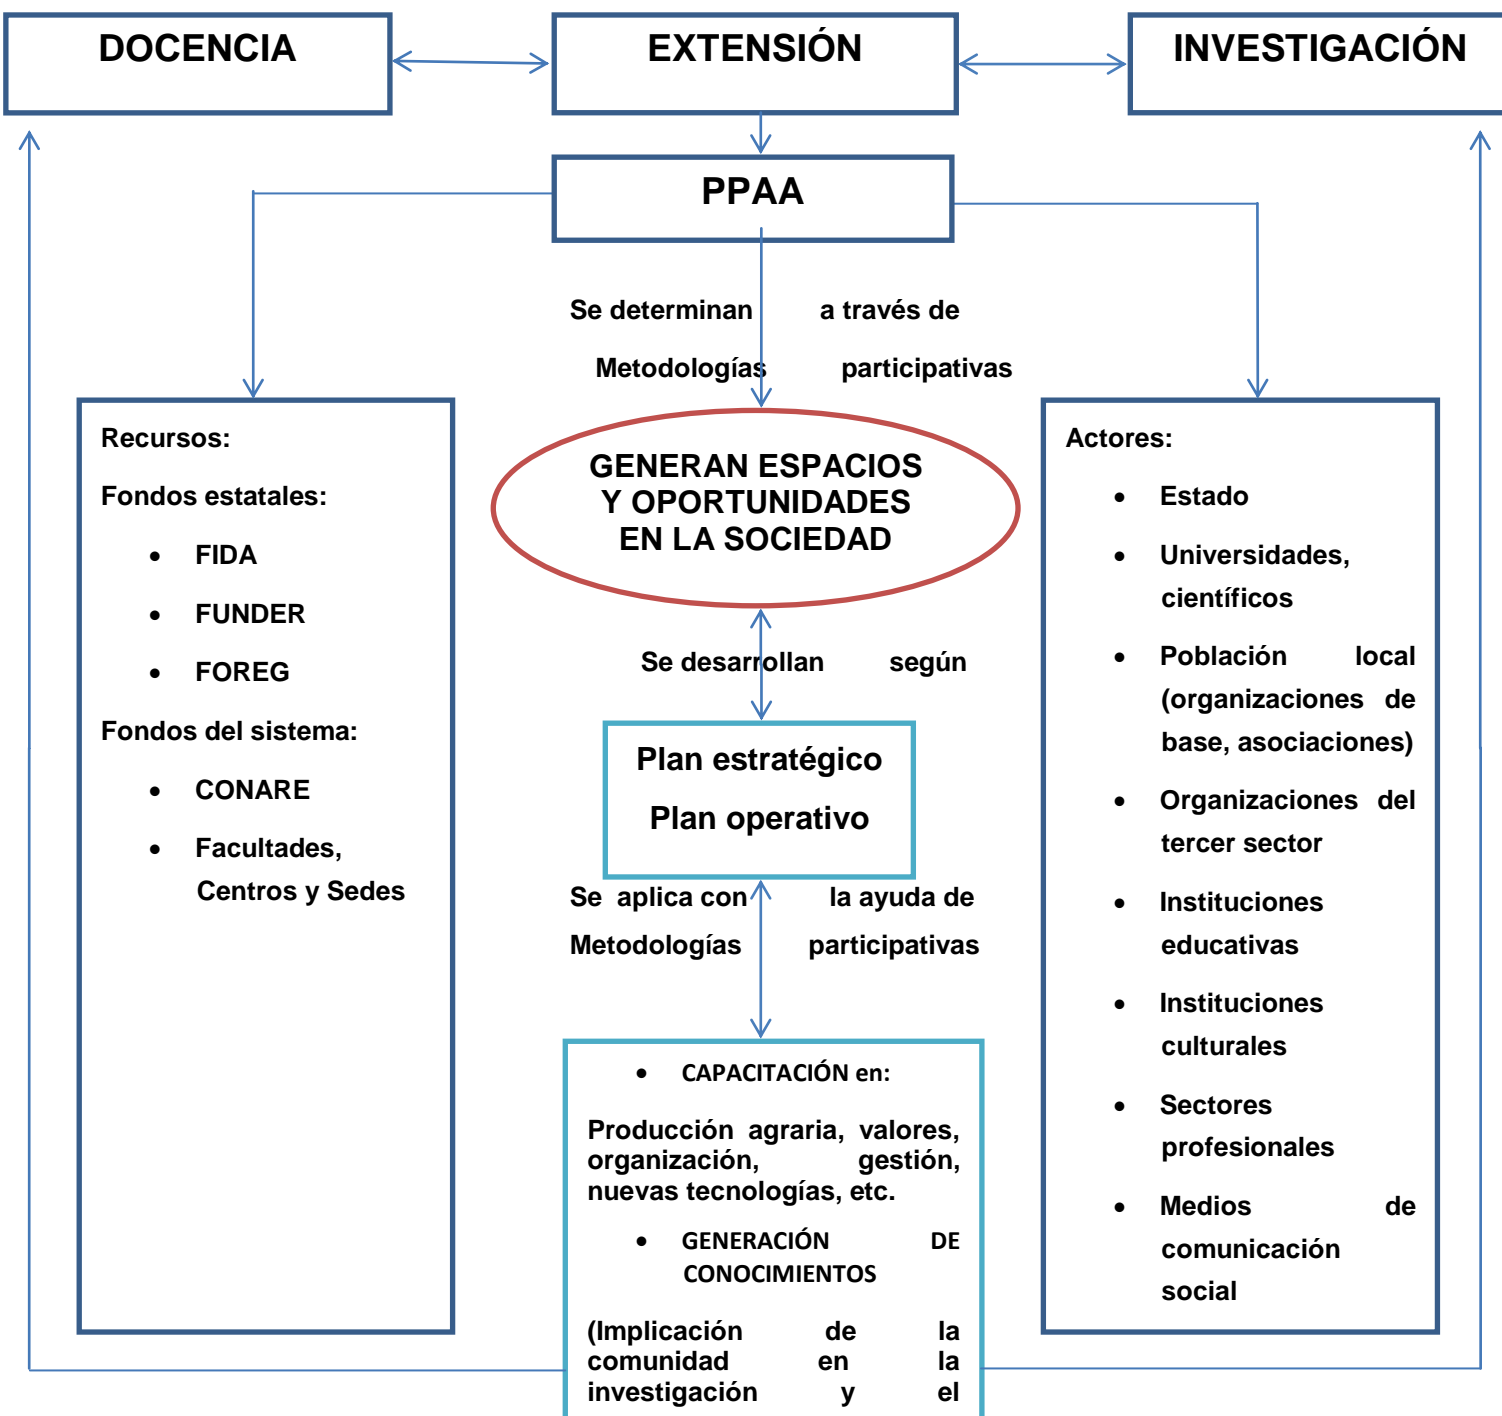 DOCENCIA
EXTENSIÓN
INVESTIGACIÓN
PPAA
Se determinan a través de
Metodologías participativas
Recursos:
Fondos estatales:
• FIDA
• FUNDER
• FOREG
Fondos del sistema:
• CONARE
• Facultades,
Centros y Sedes
GENERAN ESPACIOS
Y OPORTUNIDADES
EN LA SOCIEDAD
Se desarrollan según
Plan estratégico
Plan operativo
Se aplica con la ayuda de
Metodologías participativas
• CAPACITACIÓN en:
Producción agraria, valores,
organización, gestión,
nuevas tecnologías, etc.
• GENERACIÓN DE
CONOCIMIENTOS
(Implicación de la
comunidad en la
investigación y el
Actores:
• Estado
• Universidades,
científicos
• Población local
(organizaciones de
base, asociaciones)
• Organizaciones del
tercer sector
• Instituciones
educativas
• Instituciones
culturales
• Sectores
profesionales
• Medios de
comunicación
social